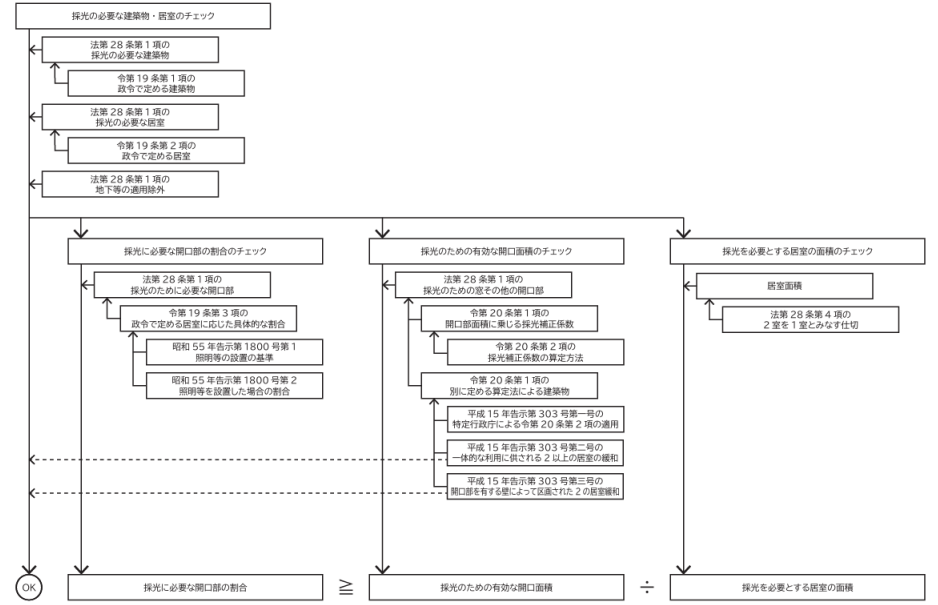 採光の必要な建築物・居室のチェック
法第 28 条第 1 項の
採光の必要な建築物
令第 19 条第 1 項の
政令で定める建築物
法第 28 条第 1 項の
採光の必要な居室
令第 19 条第 2 項の
政令で定める居室
法第 28 条第 1 項の
地下等の適用除外
採光に必要な開口部の割合のチェック
法第 28 条第 1 項の
採光のために必要な開口部
令第 19 条第 3 項の
政令で定める居室に応じた具体的な割合
昭和 55 年告示第 1800 号第 1
照明等の設置の基準
昭和 55 年告示第 1800 号第 2
照明等を設置した場合の割合
採光のための有効な開口面積のチェック
法第 28 条第 1 項の
採光のための窓その他の開口部
令第 20 条第 1 項の
開口部面積に乗じる採光補正係数
令第 20 条第 2 項の
採光補正係数の算定方法
令第 20 条第 1 項の
別に定める算定法による建築物
平成 15 年告示第 303 号第一号の
特定行政庁による令第 20 条第 2 項の適用
平成 15 年告示第 303 号第二号の
一体的な利用に供される 2 以上の居室の緩和
平成 15 年告示第 303 号第三号の
開口部を有する壁によって区画された 2 の居室緩和
採光を必要とする居室の面積のチェック
居室面積
法第 28 条第 4 項の
2 室を 1 室とみなす仕切
OK
採光に必要な開口部の割合
≧
採光のための有効な開口面積
÷
採光を必要とする居室の面積